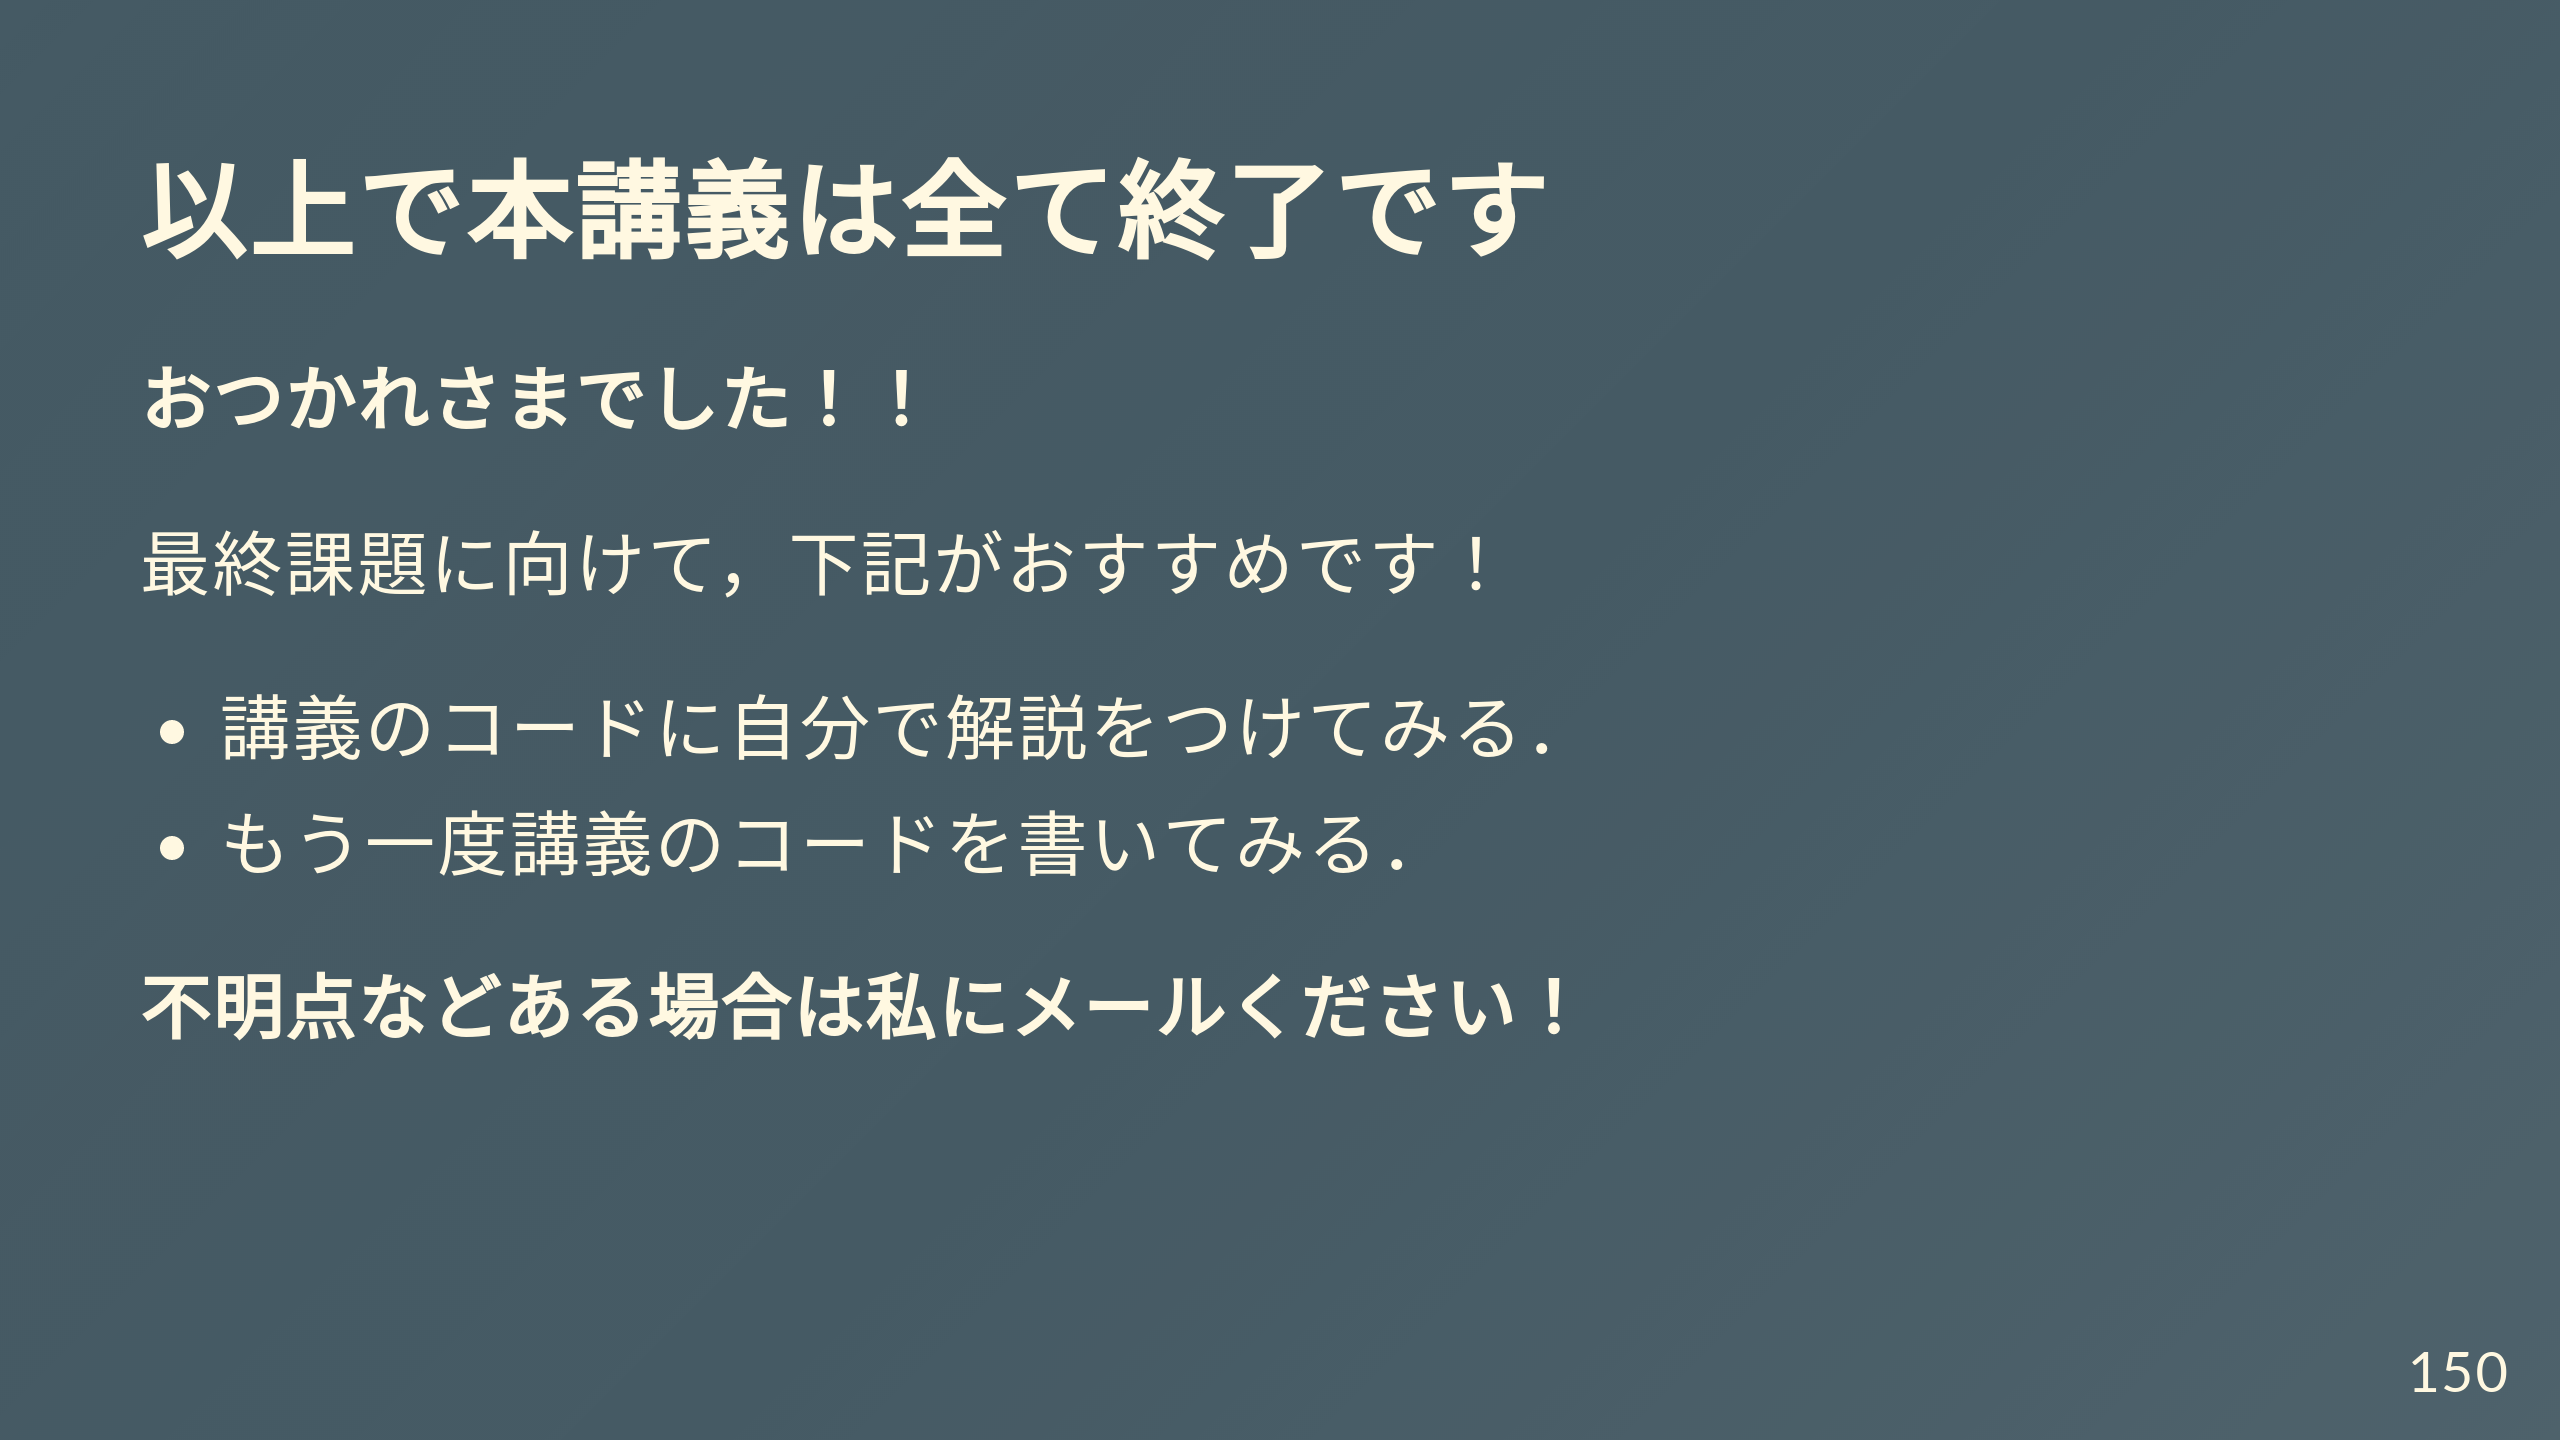 以上で本講義は全て終了です
おつかれさまでした！！
最終課題に向けて，下記がおすすめです！
• 講義のコードに自分で解説をつけてみる．
• もう一度講義のコードを書いてみる．
不明点などある場合は私にメールください！
150